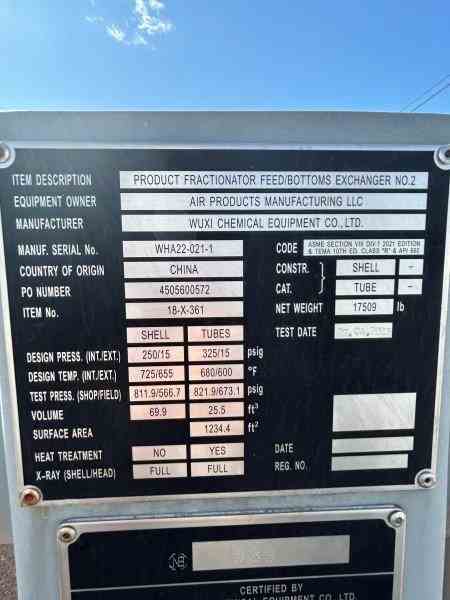 ITEM DESCRIPTION PRODUCT FRACTIONATOR FEED/BOTTOMS EXCHANGER NO.2
EQUIPMENT OWNER AIR PRODUCTS MANUFACTURING LLC
MANUFACTURER WUXI CHEMICAL EQUIPMENT CO.,LTD.
MANUF. SERIAL No. WHA22-021-1
CODE ASME SECTION VIII DIV.1 2021 EDITION & TEMA 10TH ED. CLASS "R" & API 660
COUNTRY OF ORIGIN CHINA
CONSTR. SHELL -
PO NUMBER 4505600572
CAT. TUBE -
ITEM No. 18-X-361
NET WEIGHT 17509 lb
TEST DATE
SHELL TUBES
DESIGN PRESS. (INT./EXT.) 250/15 325/15 psig
DESIGN TEMP. (INT./EXT.) 725/655 680/600 °F
TEST PRESS. (SHOP/FIELD) 811.9/566.7 821.9/673.1 psig
VOLUME 69.9 25.5 ft³
SURFACE AREA 1234.4 ft²
HEAT TREATMENT NO YES
X-RAY (SHELL/HEAD) FULL FULL
DATE
REG. NO.
NB
CERTIFIED BY
CHEMICAL EQUIPMENT CO., LTD.